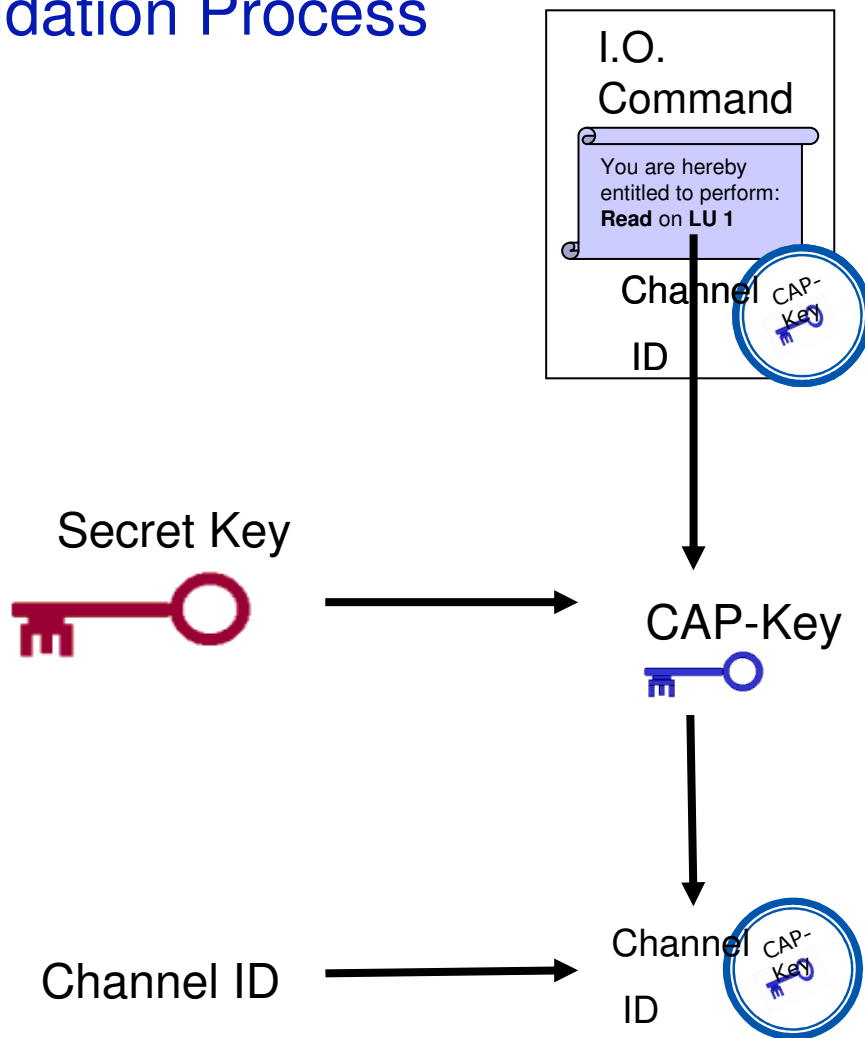 dation Process
I.O.
Command
You are hereby
entitled to perform:
Read on LU 1
Channel
ID
CAP-
Key
Secret Key
CAP-Key
Channel ID
Channel
ID
CAP-
Key